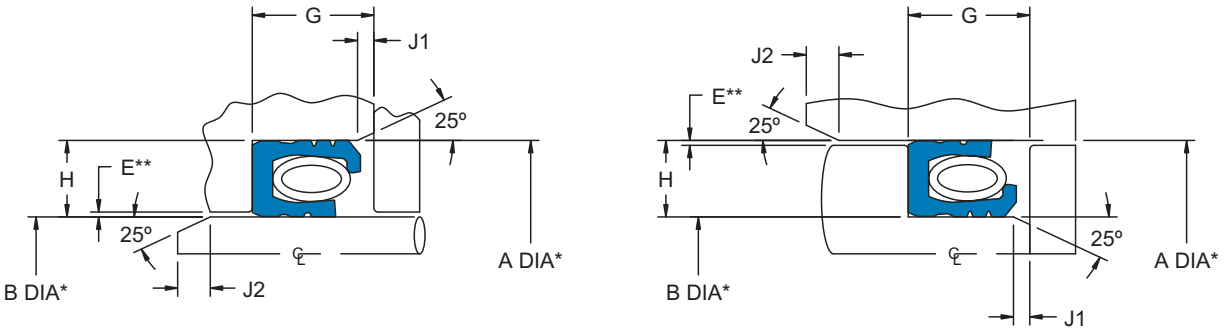 G
J1
25º
E**
H
25º
A DIA*
℄
B DIA*
J2
G
J2
E**
25º
H
25º
A DIA*
℄
B DIA*
J1